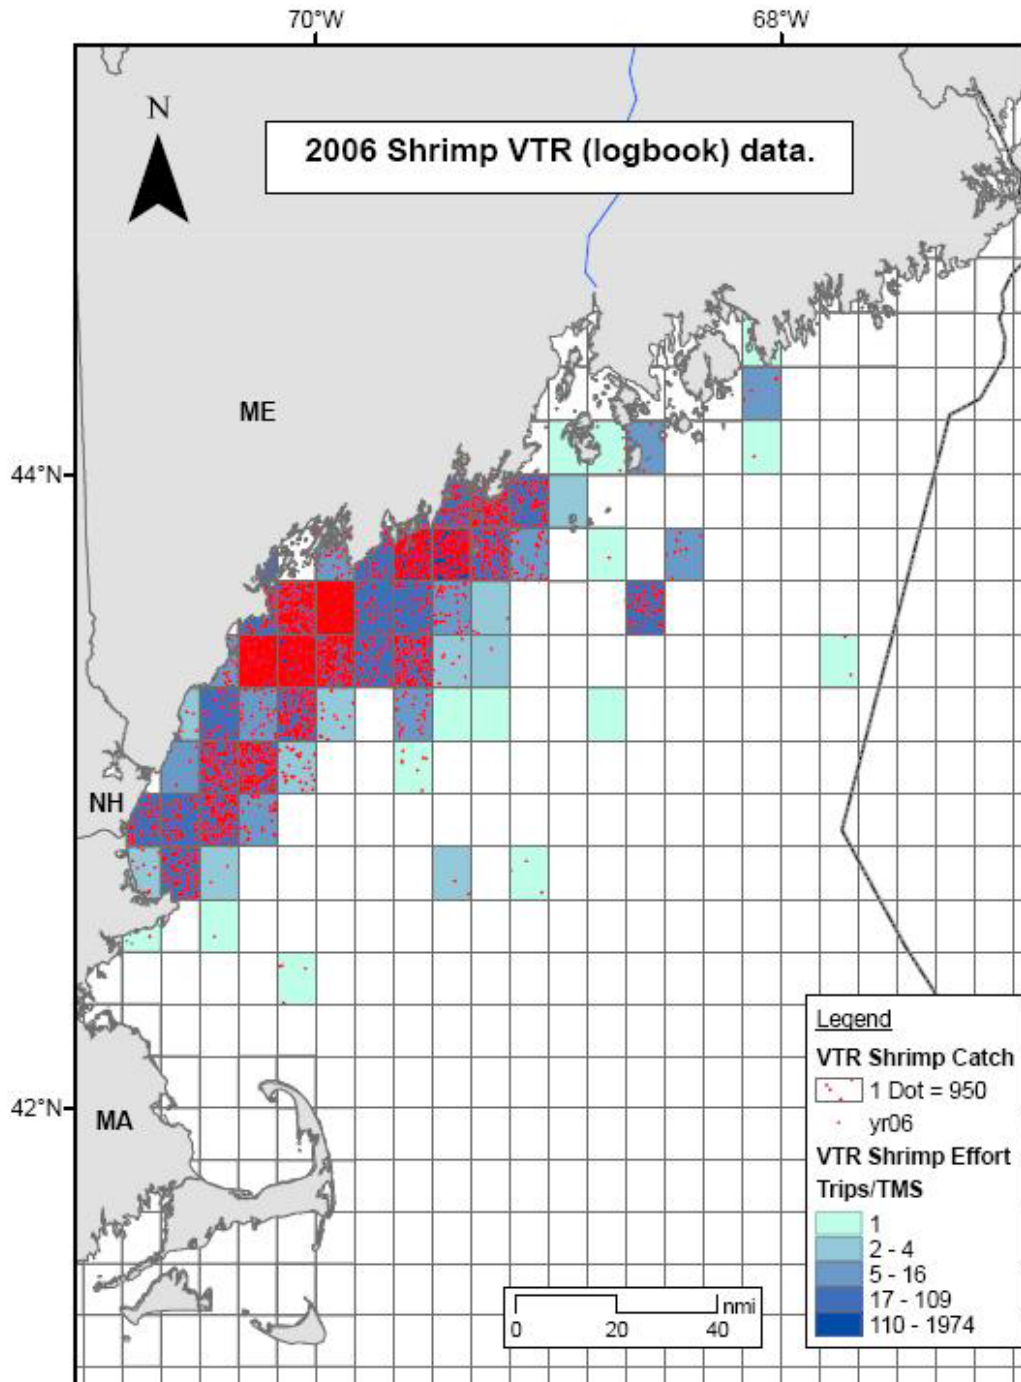 70°W
68°W
N
2006 Shrimp VTR (logbook) data.
ME
44°N
NH
Legend
VTR Shrimp Catch
1 Dot = 950
yr06
VTR Shrimp Effort
Trips/TMS
1
2 - 4
5 - 16
17 - 109
110 - 1974
42°N
MA
nmi
0 20 40